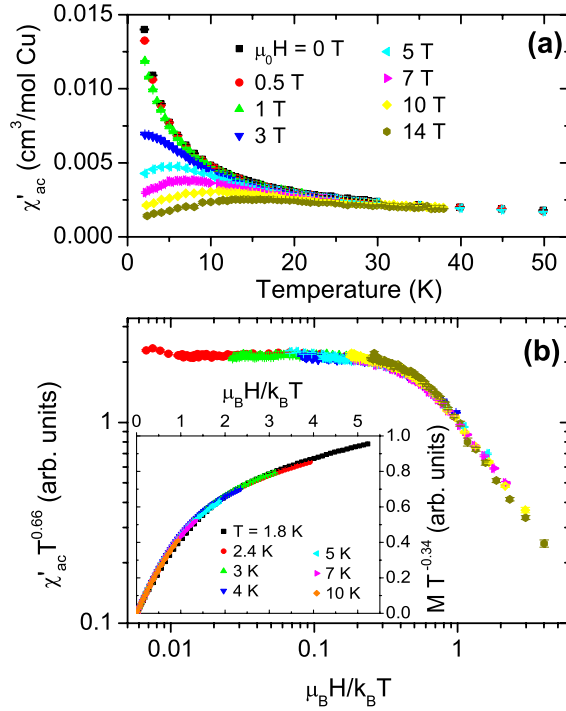 (a)
μ₀H = 0 T
0.5 T
1 T
3 T
5 T
7 T
10 T
14 T
χ'ac (cm³/mol Cu)
0.015
0.010
0.005
0.000
0 10 20 30 40 50
Temperature (K)
(b)
χ'ac T^0.66 (arb. units)
1
0.1
μBH/kBT
0 1 2 3 4 5
T = 1.8 K
2.4 K
3 K
4 K
5 K
7 K
10 K
1.0
0.8
0.6
0.4
0.2
0.0
M T^-0.34 (arb. units)
0.01 0.1 1
μBH/kBT